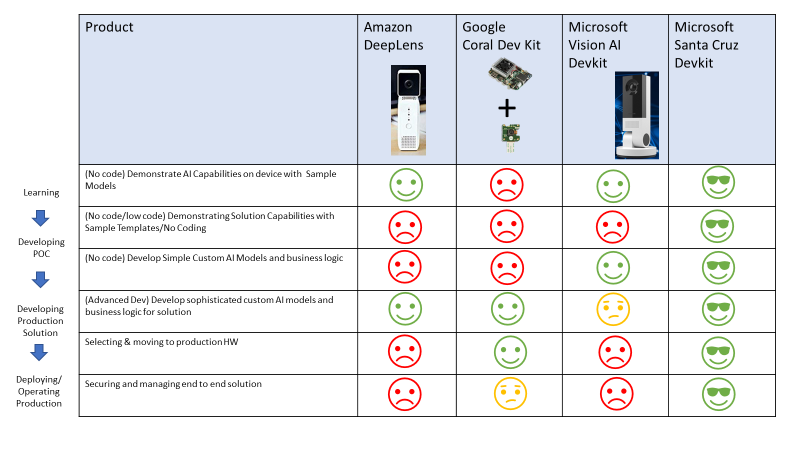 Product
Amazon
DeepLens
Google
Coral Dev Kit
Microsoft
Vision AI
Devkit
Microsoft
Santa Cruz
Devkit
Learning
Developing
POC
Developing
Production
Solution
Deploying/
Operating
Production
(No code) Demonstrate AI Capabilities on device with Sample
Models
(No code/low code) Demonstrating Solution Capabilities with
Sample Templates/No Coding
(No code) Develop Simple Custom AI Models and business logic
(Advanced Dev) Develop sophisticated custom AI models and
business logic for solution
Selecting & moving to production HW
Securing and managing end to end solution